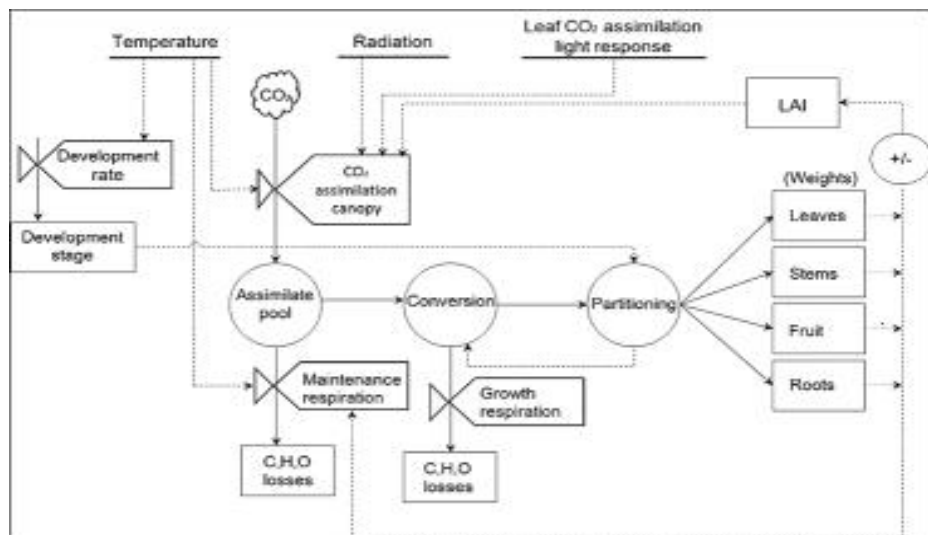 Temperature
Radiation
Leaf CO₂ assimilation
light response
CO₂
LAI
Development
rate
CO₂
assimilation
canopy
+/-
(Weights)
Leaves
Development
stage
Assimilate
pool
Conversion
Partitioning
Stems
Fruit
Roots
Maintenance
respiration
Growth
respiration
C,H,O
losses
C,H,O
losses